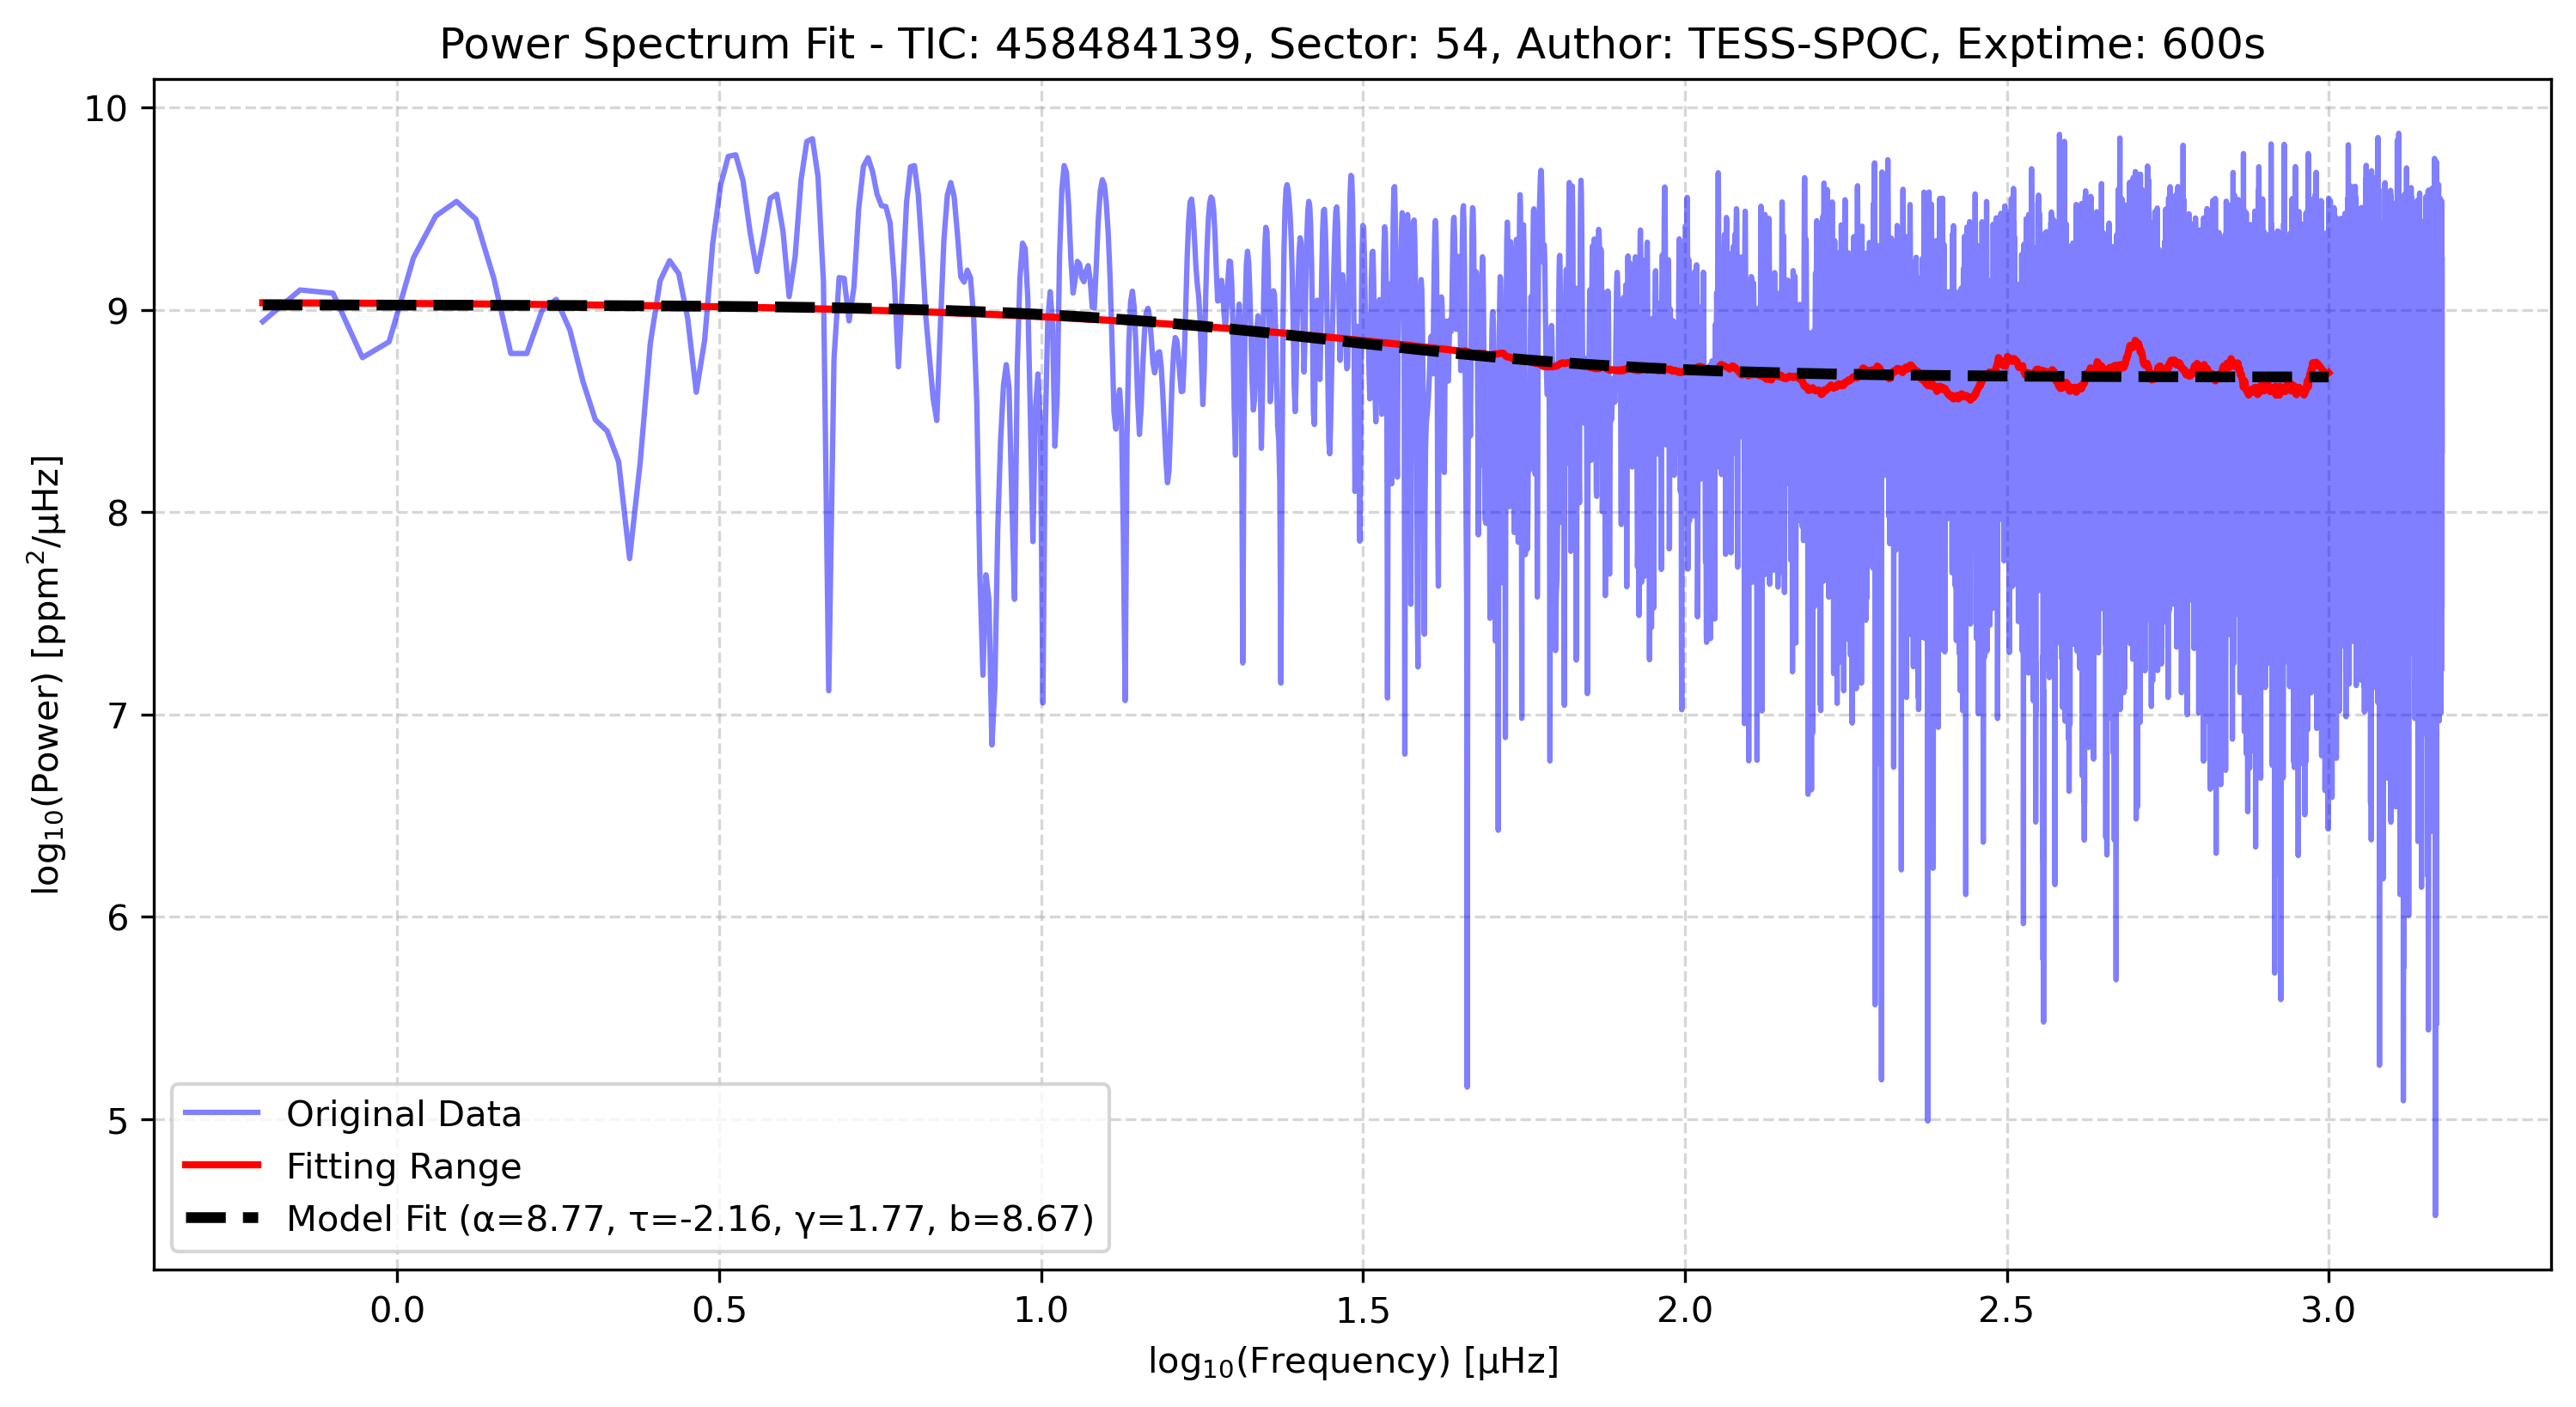 Power Spectrum Fit - TIC: 458484139, Sector: 54, Author: TESS-SPOC, Exptime: 600s
log₁₀(Power) [ppm²/μHz]
10
9
8
7
6
5
Original Data
Fitting Range
Model Fit (α=8.77, τ=-2.16, γ=1.77, b=8.67)
0.0 0.5 1.0 1.5 2.0 2.5 3.0
log₁₀(Frequency) [μHz]